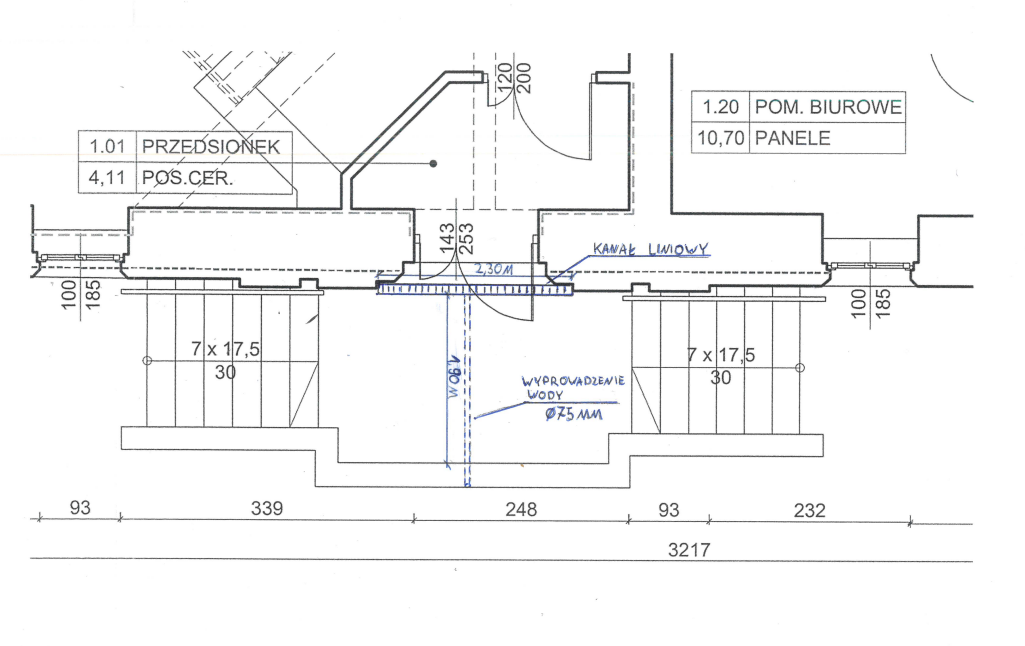 120
200
1.20 POM. BIUROWE
10,70 PANELE
1.01 PRZEDSIONEK
4,11 POS.CER.
143
253
KANAŁ LINIOWY
2,30M
100
185
100
185
7 x 17,5
30
7 x 17,5
30
1,90M
WYPROWADZENIE
WODY
Ø75MM
93 339 248 93 232
3217